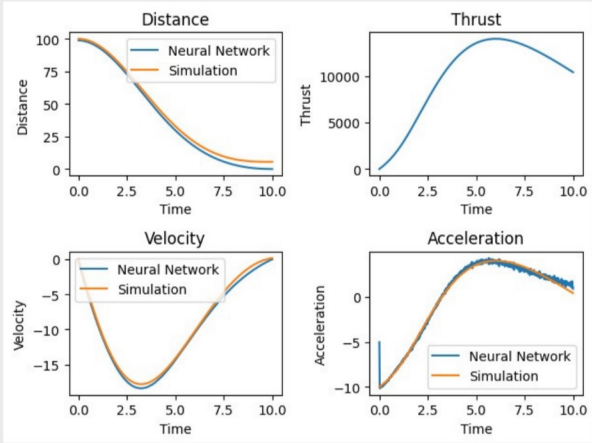 Distance
Distance
100
75
50
25
0
Neural Network
Simulation
0.0 2.5 5.0 7.5 10.0
Time
Thrust
Thrust
10000
5000
0
0.0 2.5 5.0 7.5 10.0
Time
Velocity
Velocity
0
−5
−10
−15
Neural Network
Simulation
0.0 2.5 5.0 7.5 10.0
Time
Acceleration
Acceleration
0
−5
−10
Neural Network
Simulation
0.0 2.5 5.0 7.5 10.0
Time